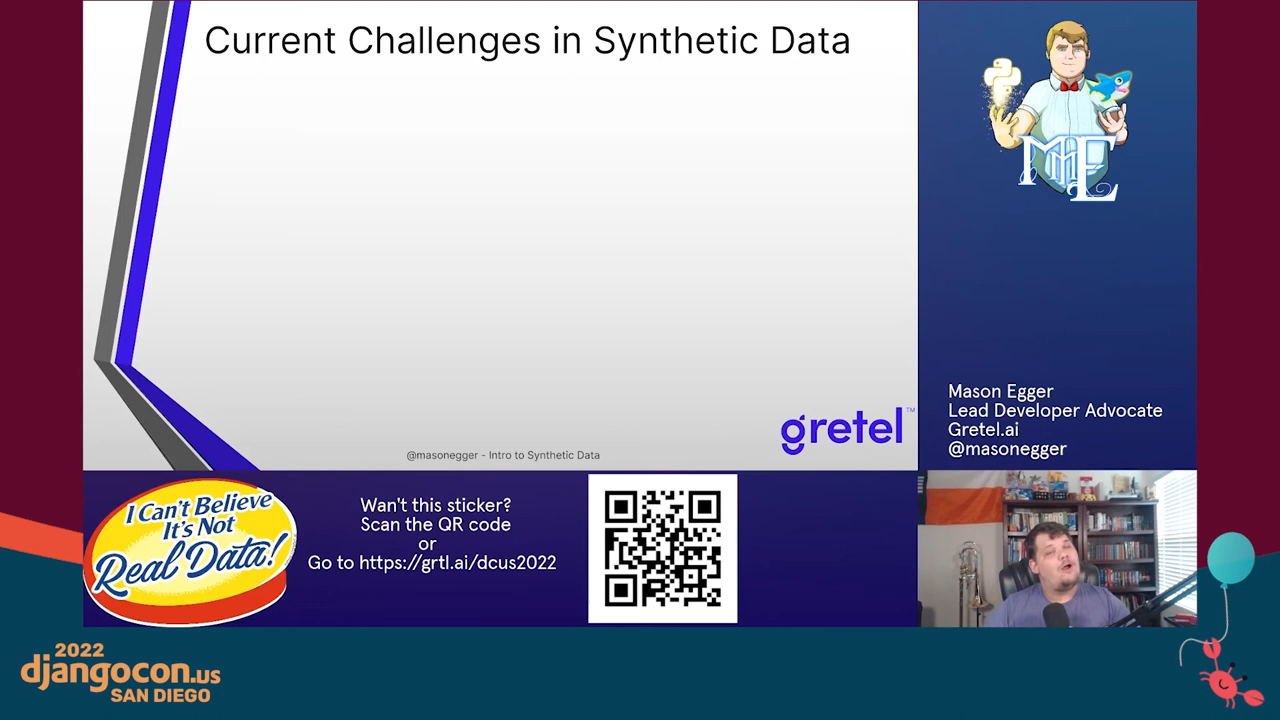 Current Challenges in Synthetic Data
gretel™
@masonegger - Intro to Synthetic Data
MME
Mason Egger
Lead Developer Advocate
Gretel.ai
@masonegger
I Can't Believe
It's Not
Real Data!
Wan't this sticker?
Scan the QR code
or
Go to https://grtl.ai/dcus2022
2022
djangocon.us
SAN DIEGO